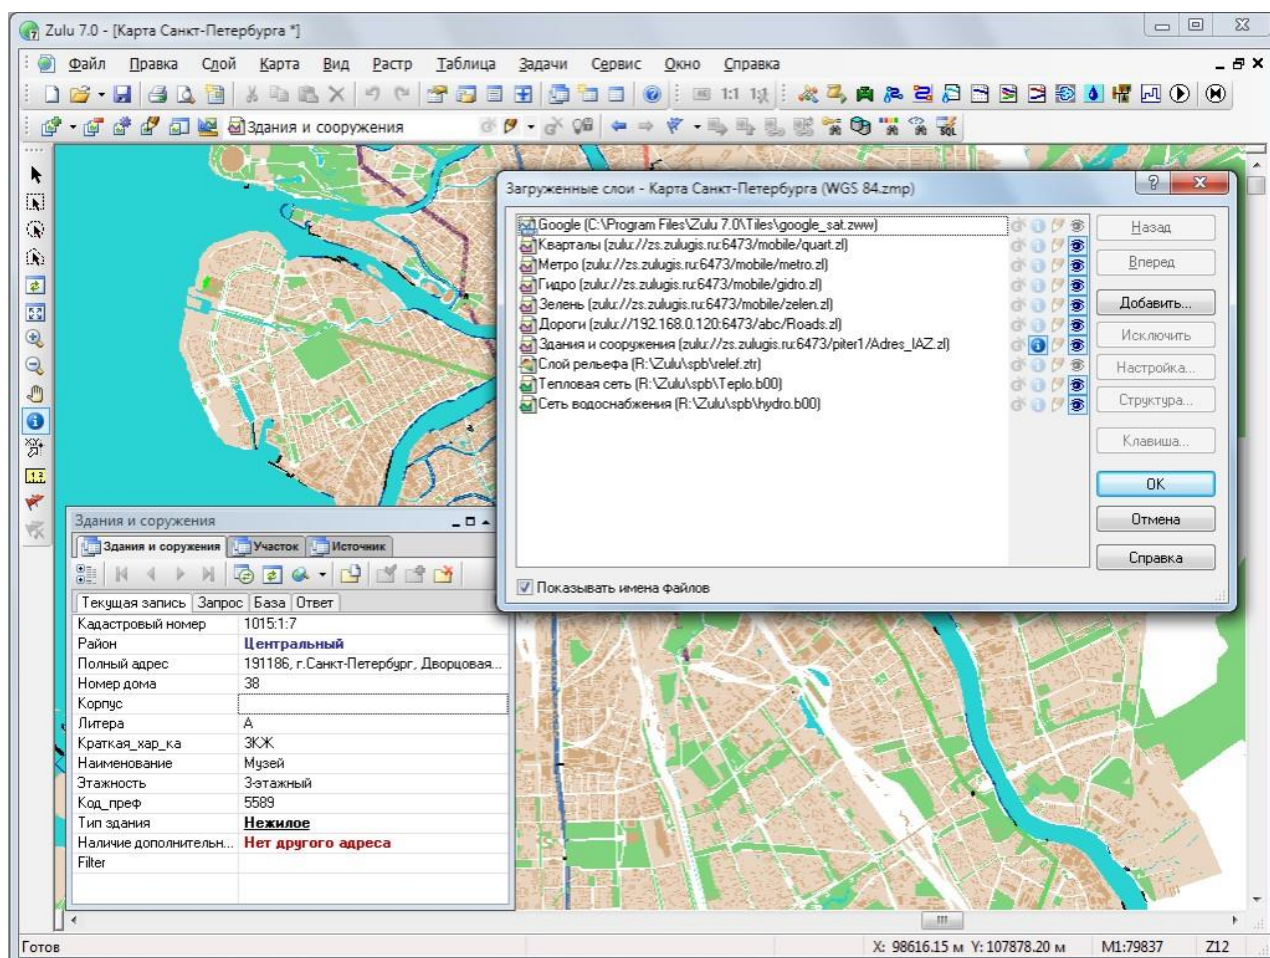 Zulu 7.0 - [Карта Санкт-Петербурга *]
Файл Правка Слой Карта Вид Растр Таблица Задачи Сервис Окно Справка
1:1
Здания и сооружения SQL
Загруженные слои - Карта Санкт-Петербурга (WGS 84.zmp)
Google (C:\Program Files\Zulu 7.0\Tiles\google_sat.zww)
Кварталы (zulu://zs.zulugis.ru:6473/mobile/quart.zl)
Метро (zulu://zs.zulugis.ru:6473/mobile/metro.zl)
Гидро (zulu://zs.zulugis.ru:6473/mobile/gidro.zl)
Зелень (zulu://zs.zulugis.ru:6473/mobile/zelen.zl)
Дороги (zulu://192.168.0.120:6473/abc/Roads.zl)
Здания и сооружения (zulu://zs.zulugis.ru:6473/piter1/Adres_IAZ.zl)
Слой рельефа (R:\Zulu\spb\relef.ztr)
Тепловая сеть (R:\Zulu\spb\Teplo.b00)
Сеть водоснабжения (R:\Zulu\spb\hydro.b00)
Назад
Вперед
Добавить...
Исключить
Настройка...
Структура...
Клавиша...
OK
Отмена
Справка
Показывать имена файлов
Здания и соружения
Здания и соружения Участок Источник
Текущая запись Запрос База Ответ
Кадастровый номер 1015:1:7
Район Центральный
Полный адрес 191186, г.Санкт-Петербург, Дворцовая...
Номер дома 38
Корпус
Литера А
Краткая_хар_ка ЗКЖ
Наименование Музей
Этажность 3-этажный
Код_преф 5589
Тип здания Нежилое
Наличие дополнительн... Нет другого адреса
Filter
Готов X: 98616.15 м Y: 107878.20 м М1:79837 Z12